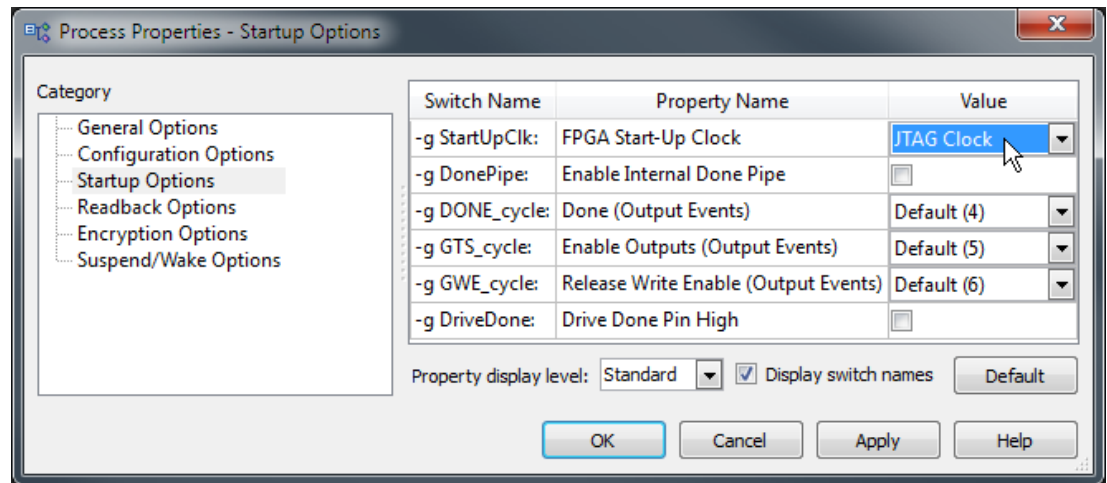 Process Properties - Startup Options
Category
General Options
Configuration Options
Startup Options
Readback Options
Encryption Options
Suspend/Wake Options
Switch Name Property Name Value
-g StartUpClk: FPGA Start-Up Clock JTAG Clock
-g DonePipe: Enable Internal Done Pipe
-g DONE_cycle: Done (Output Events) Default (4)
-g GTS_cycle: Enable Outputs (Output Events) Default (5)
-g GWE_cycle: Release Write Enable (Output Events) Default (6)
-g DriveDone: Drive Done Pin High
Property display level: Standard Display switch names Default
OK Cancel Apply Help